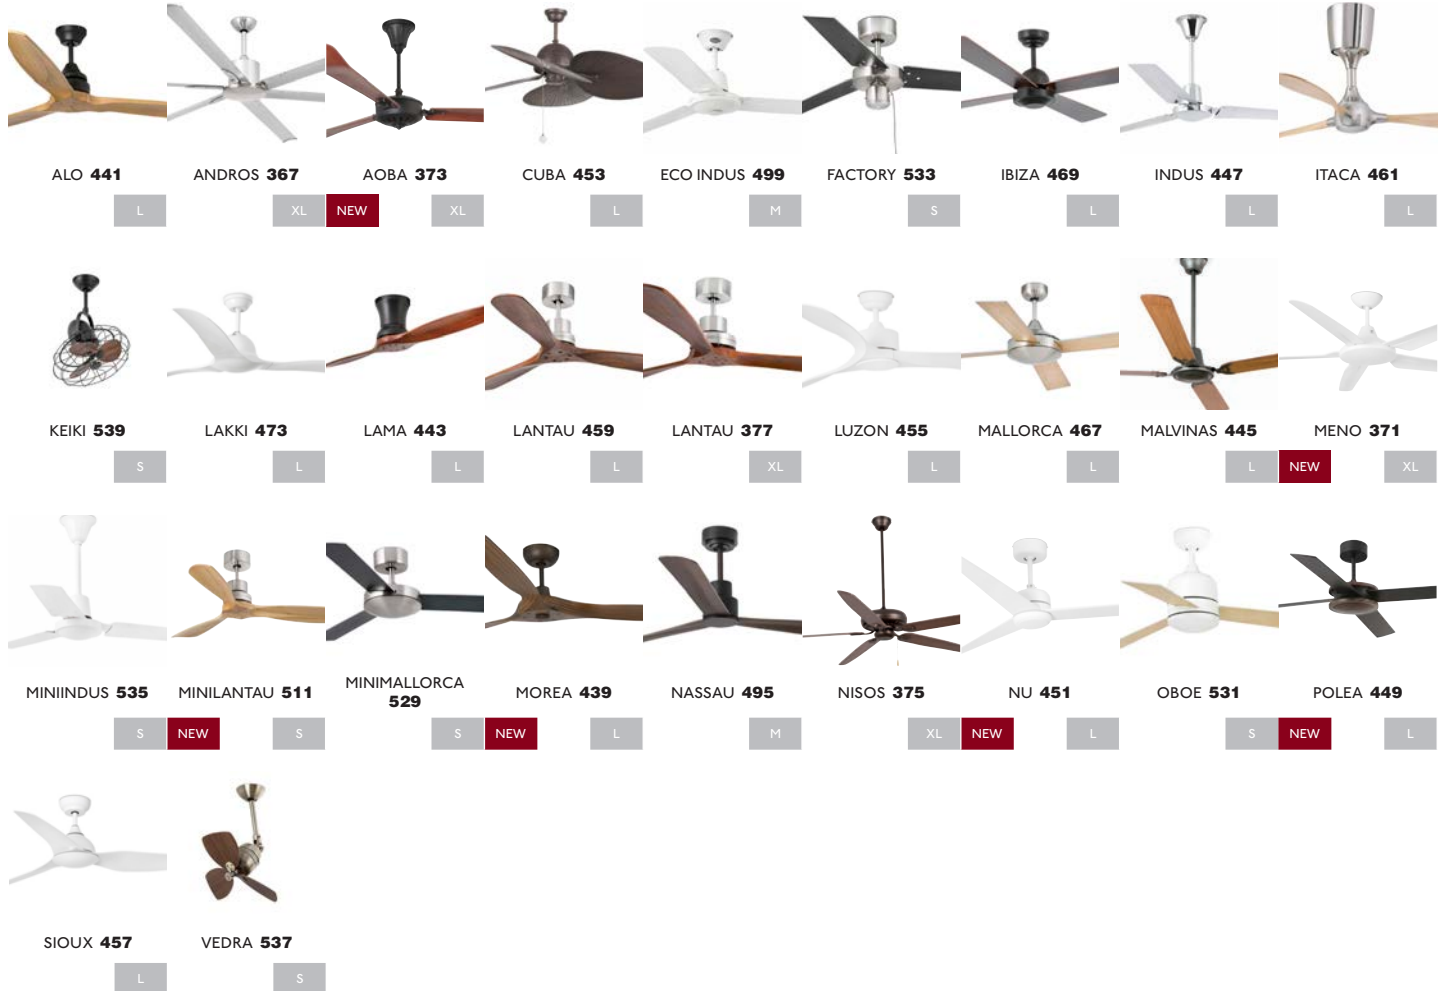 ALO 441
ANDROS 367
AOBA 373
CUBA 453
ECO INDUS 499
FACTORY 533
IBIZA 469
INDUS 447
ITACA 461
L
XL
NEW
XL
L
M
S
L
L
L
KEIKI 539
LAKKI 473
LAMA 443
LANTAU 459
LANTAU 377
LUZON 455
MALLORCA 467
MALVINAS 445
MENO 371
S
L
L
L
XL
L
L
L
NEW
XL
MINIINDUS 535
MINILANTAU 511
MINIMALLORCA
529
MOREA 439
NASSAU 495
NISOS 375
NU 451
OBOE 531
POLEA 449
S
NEW
S
S
NEW
L
M
XL
NEW
L
S
NEW
L
SIOUX 457
VEDRA 537
L
S